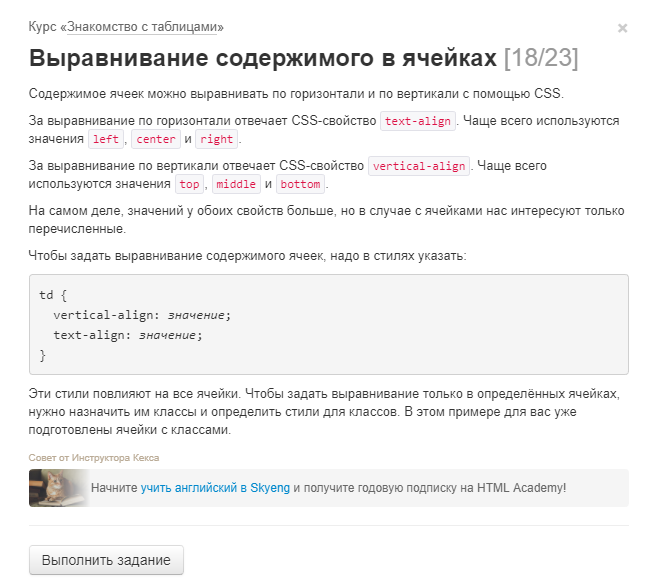 Курс «Знакомство с таблицами»
×
Выравнивание содержимого в ячейках [18/23]
Содержимое ячеек можно выравнивать по горизонтали и по вертикали с помощью CSS.
За выравнивание по горизонтали отвечает CSS-свойство text-align. Чаще всего используются
значения left, center и right.
За выравнивание по вертикали отвечает CSS-свойство vertical-align. Чаще всего
используются значения top, middle и bottom.
На самом деле, значений у обоих свойств больше, но в случае с ячейками нас интересуют только
перечисленные.
Чтобы задать выравнивание содержимого ячеек, надо в стилях указать:
td {
vertical-align: значение;
text-align: значение;
}
Эти стили повлияют на все ячейки. Чтобы задать выравнивание только в определённых ячейках,
нужно назначить им классы и определить стили для классов. В этом примере для вас уже
подготовлены ячейки с классами.
Совет от Инструктора Кекса
Начните учить английский в Skyeng и получите годовую подписку на HTML Academy!
Выполнить задание